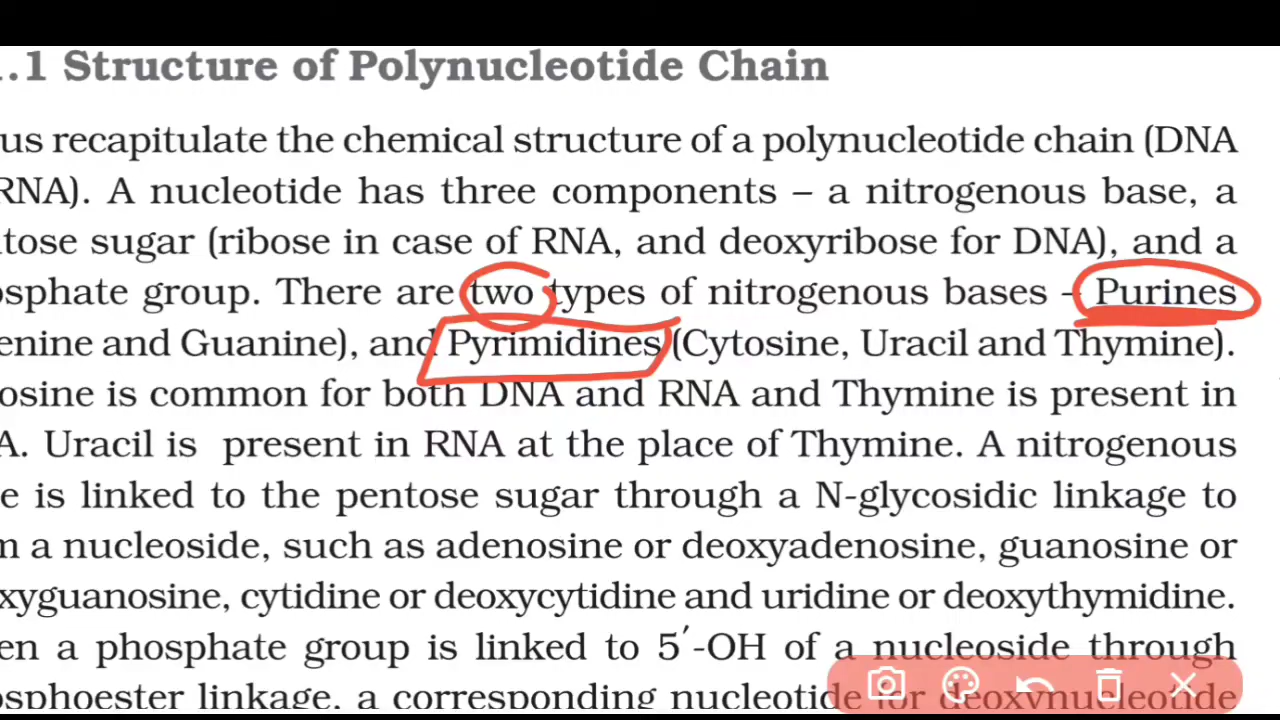 .1 Structure of Polynucleotide Chain
us recapitulate the chemical structure of a polynucleotide chain (DNA
RNA). A nucleotide has three components – a nitrogenous base, a
tose sugar (ribose in case of RNA, and deoxyribose for DNA), and a
osphate group. There are two types of nitrogenous bases – Purines
enine and Guanine), and Pyrimidines (Cytosine, Uracil and Thymine).
osine is common for both DNA and RNA and Thymine is present in
A. Uracil is present in RNA at the place of Thymine. A nitrogenous
e is linked to the pentose sugar through a N-glycosidic linkage to
m a nucleoside, such as adenosine or deoxyadenosine, guanosine or
xyguanosine, cytidine or deoxycytidine and uridine or deoxythymidine.
en a phosphate group is linked to 5′-OH of a nucleoside through
osphoester linkage, a corresponding nucleotide (or deoxynucleotide